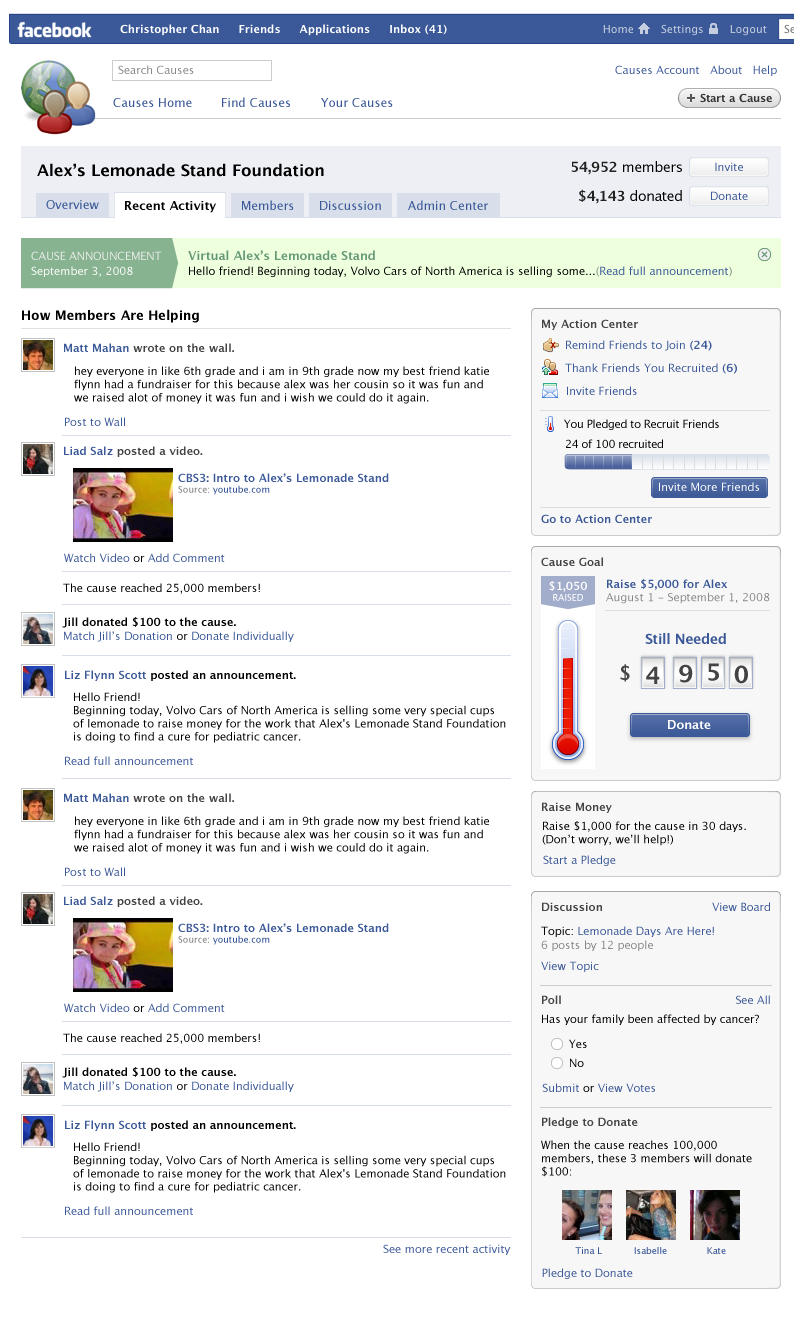 facebook Christopher Chan Friends Applications Inbox (41) Home Settings Logout Se
Search Causes
Causes Account About Help
Causes Home Find Causes Your Causes
+ Start a Cause
Alex's Lemonade Stand Foundation
54,952 members Invite
$4,143 donated Donate
Overview Recent Activity Members Discussion Admin Center
CAUSE ANNOUNCEMENT
September 3, 2008
Virtual Alex's Lemonade Stand
Hello friend! Beginning today, Volvo Cars of North America is selling some...(Read full announcement)
How Members Are Helping
Matt Mahan wrote on the wall.
hey everyone in like 6th grade and i am in 9th grade now my best friend katie
flynn had a fundraiser for this because alex was her cousin so it was fun and
we raised alot of money it was fun and i wish we could do it again.
Post to Wall
Liad Salz posted a video.
CBS3: Intro to Alex's Lemonade Stand
Source: youtube.com
Watch Video or Add Comment
The cause reached 25,000 members!
Jill donated $100 to the cause.
Match Jill's Donation or Donate Individually
Liz Flynn Scott posted an announcement.
Hello Friend!
Beginning today, Volvo Cars of North America is selling some very special cups
of lemonade to raise money for the work that Alex's Lemonade Stand Foundation
is doing to find a cure for pediatric cancer.
Read full announcement
Matt Mahan wrote on the wall.
hey everyone in like 6th grade and i am in 9th grade now my best friend katie
flynn had a fundraiser for this because alex was her cousin so it was fun and
we raised alot of money it was fun and i wish we could do it again.
Post to Wall
Liad Salz posted a video.
CBS3: Intro to Alex's Lemonade Stand
Source: youtube.com
Watch Video or Add Comment
The cause reached 25,000 members!
Jill donated $100 to the cause.
Match Jill's Donation or Donate Individually
Liz Flynn Scott posted an announcement.
Hello Friend!
Beginning today, Volvo Cars of North America is selling some very special cups
of lemonade to raise money for the work that Alex's Lemonade Stand Foundation
is doing to find a cure for pediatric cancer.
Read full announcement
See more recent activity
My Action Center
Remind Friends to Join (24)
Thank Friends You Recruited (6)
Invite Friends
You Pledged to Recruit Friends
24 of 100 recruited
Invite More Friends
Go to Action Center
Cause Goal
$1,050
RAISED
Raise $5,000 for Alex
August 1 – September 1, 2008
Still Needed
$ 4 9 5 0
Donate
Raise Money
Raise $1,000 for the cause in 30 days.
(Don't worry, we'll help!)
Start a Pledge
Discussion View Board
Topic: Lemonade Days Are Here!
6 posts by 12 people
View Topic
Poll See All
Has your family been affected by cancer?
Yes
No
Submit or View Votes
Pledge to Donate
When the cause reaches 100,000
members, these 3 members will donate
$100:
Tina L Isabelle Kate
Pledge to Donate